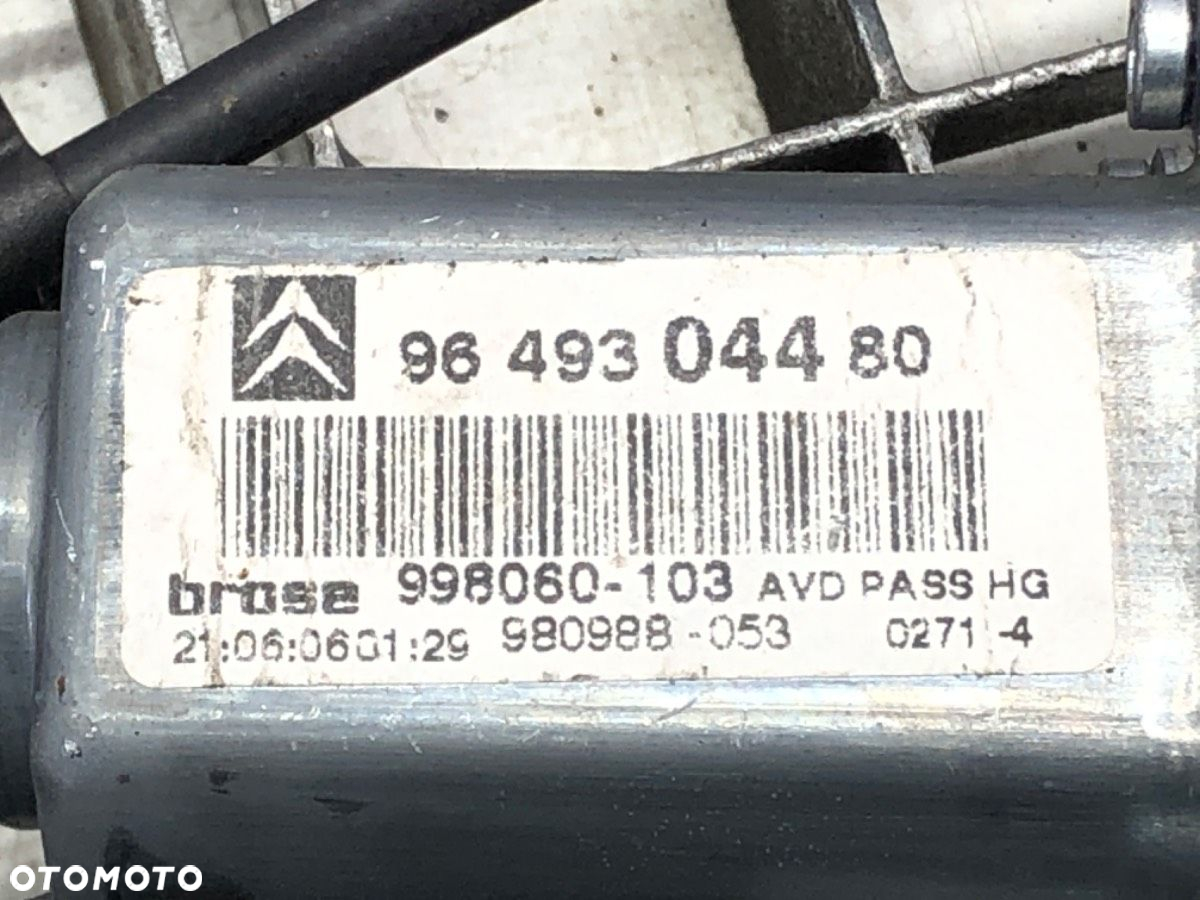 96 493 044 80
brose 998060-103 AVD PASS HG
21:06:0601:29 980988-053 0271-4
OTOMOTO